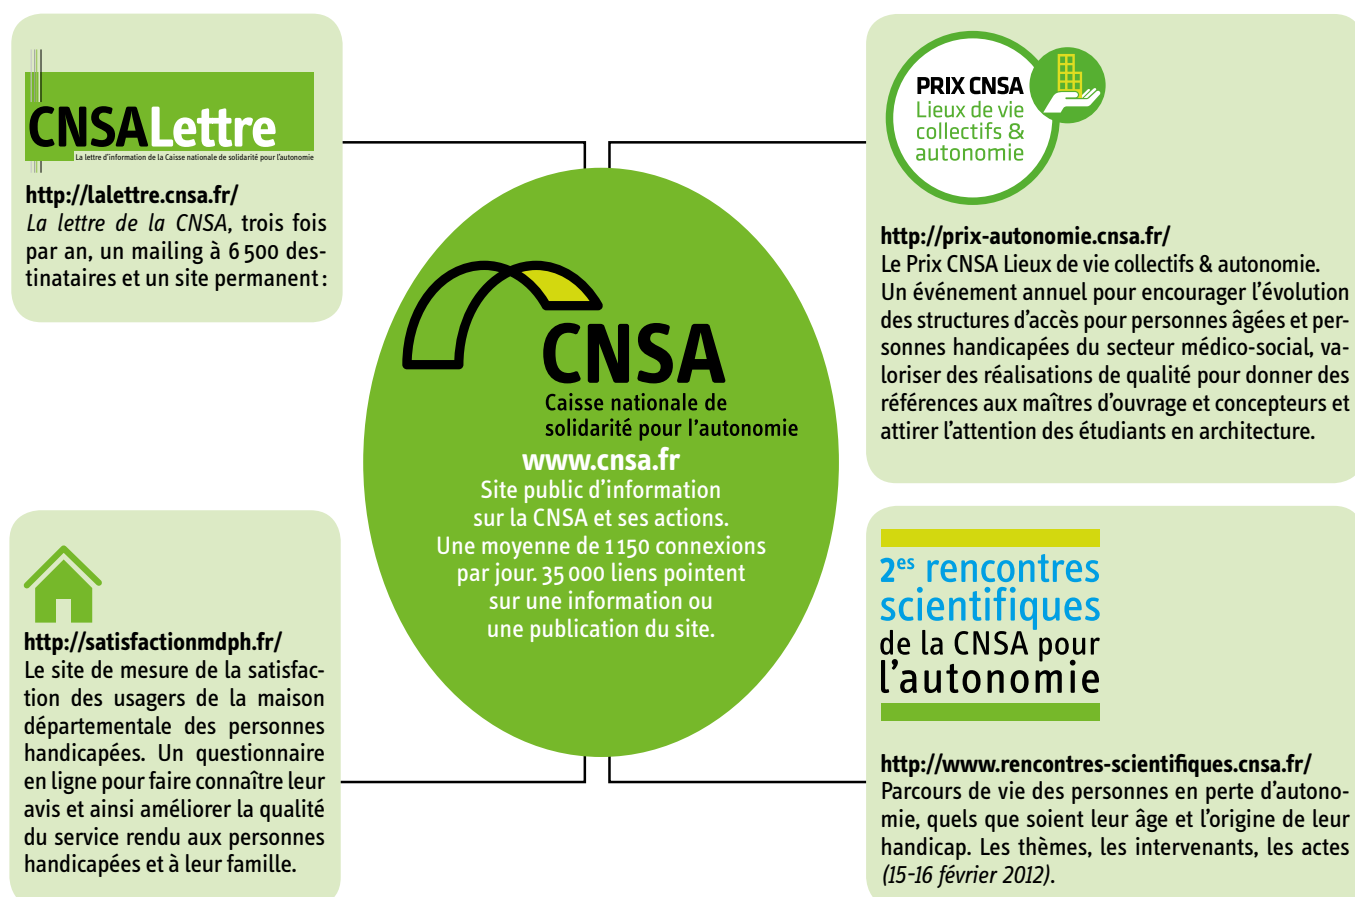 CNSALettre
La lettre d'information de la Caisse nationale de solidarité pour l'autonomie
http://lalettre.cnsa.fr/
La lettre de la CNSA, trois fois
par an, un mailing à 6 500 des-
tinataires et un site permanent :
PRIX CNSA
Lieux de vie
collectifs &
autonomie
http://prix-autonomie.cnsa.fr/
Le Prix CNSA Lieux de vie collectifs & autonomie.
Un événement annuel pour encourager l'évolution
des structures d'accès pour personnes âgées et per-
sonnes handicapées du secteur médico-social, va-
loriser des réalisations de qualité pour donner des
références aux maîtres d'ouvrage et concepteurs et
attirer l'attention des étudiants en architecture.
CNSA
Caisse nationale de
solidarité pour l'autonomie
www.cnsa.fr
Site public d'information
sur la CNSA et ses actions.
Une moyenne de 1 150 connexions
par jour. 35 000 liens pointent
sur une information ou
une publication du site.
http://satisfactionmdph.fr/
Le site de mesure de la satisfac-
tion des usagers de la maison
départementale des personnes
handicapées. Un questionnaire
en ligne pour faire connaître leur
avis et ainsi améliorer la qualité
du service rendu aux personnes
handicapées et à leur famille.
2es rencontres
scientifiques
de la CNSA pour
l'autonomie
http://www.rencontres-scientifiques.cnsa.fr/
Parcours de vie des personnes en perte d'autono-
mie, quels que soient leur âge et l'origine de leur
handicap. Les thèmes, les intervenants, les actes
(15-16 février 2012).